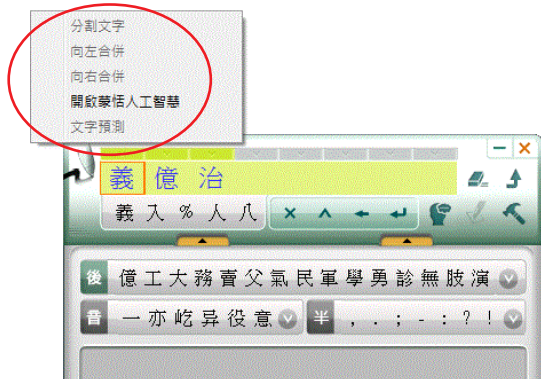 分割文字
向左合併
向右合併
開啟蒙恬人工智慧
文字預測
義億治
義入%人八
後 億工大務賣父氣民軍學勇診無肢演
音 一亦屹异役意 半 , . ; - : ? !